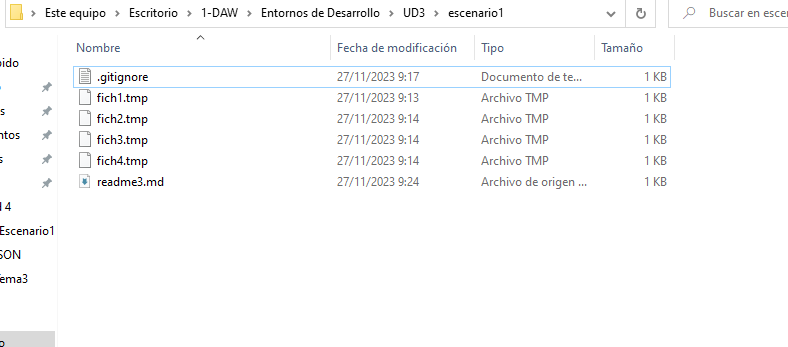 Este equipo > Escritorio > 1-DAW > Entornos de Desarrollo > UD3 > escenario1
Buscar en esce
Nombre Fecha de modificación Tipo Tamaño
.gitignore 27/11/2023 9:17 Documento de te... 1 KB
fich1.tmp 27/11/2023 9:13 Archivo TMP 1 KB
fich2.tmp 27/11/2023 9:14 Archivo TMP 1 KB
fich3.tmp 27/11/2023 9:14 Archivo TMP 1 KB
fich4.tmp 27/11/2023 9:14 Archivo TMP 1 KB
readme3.md 27/11/2023 9:24 Archivo de origen ... 1 KB
pido
s
ntos
s
l 4
Escenario1
SON
ema3